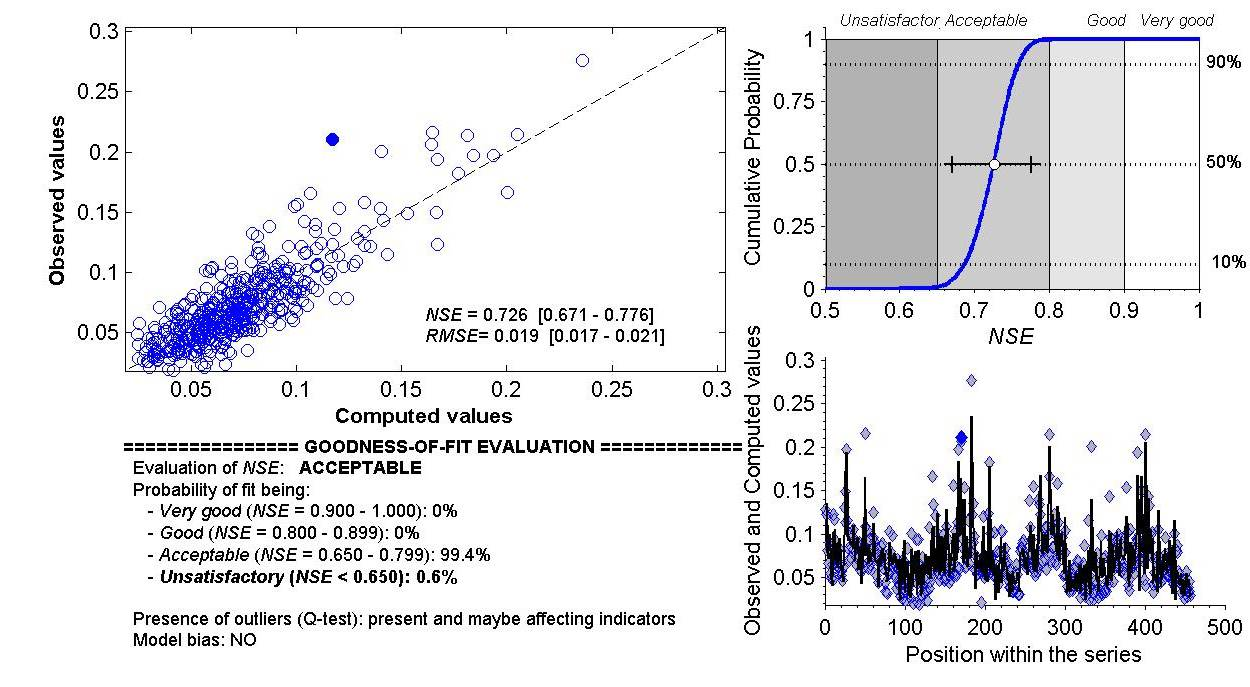 0.3
0.25
0.2
0.15
0.1
0.05
Observed values
NSE = 0.726 [0.671 - 0.776]
RMSE= 0.019 [0.017 - 0.021]
0.05 0.1 0.15 0.2 0.25 0.3
Computed values
Unsatisfactor Acceptable Good Very good
1
0.75
0.5
0.25
0
Cumulative Probability
90%
50%
10%
0.5 0.6 0.7 0.8 0.9 1
NSE
=============== GOODNESS-OF-FIT EVALUATION =============
Evaluation of NSE: ACCEPTABLE
Probability of fit being:
- Very good (NSE = 0.900 - 1.000): 0%
- Good (NSE = 0.800 - 0.899): 0%
- Acceptable (NSE = 0.650 - 0.799): 99.4%
- Unsatisfactory (NSE < 0.650): 0.6%
Presence of outliers (Q-test): present and maybe affecting indicators
Model bias: NO
0.3
0.25
0.2
0.15
0.1
0.05
Observed and Computed values
0 100 200 300 400 500
Position within the series